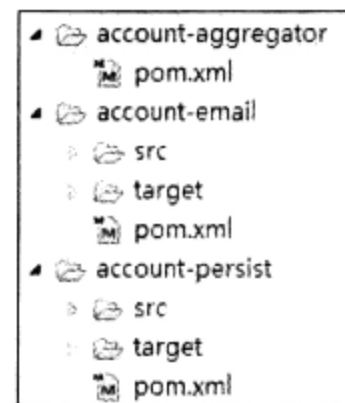 account-aggregator
pom.xml
account-email
src
target
pom.xml
account-persist
src
target
pom.xml